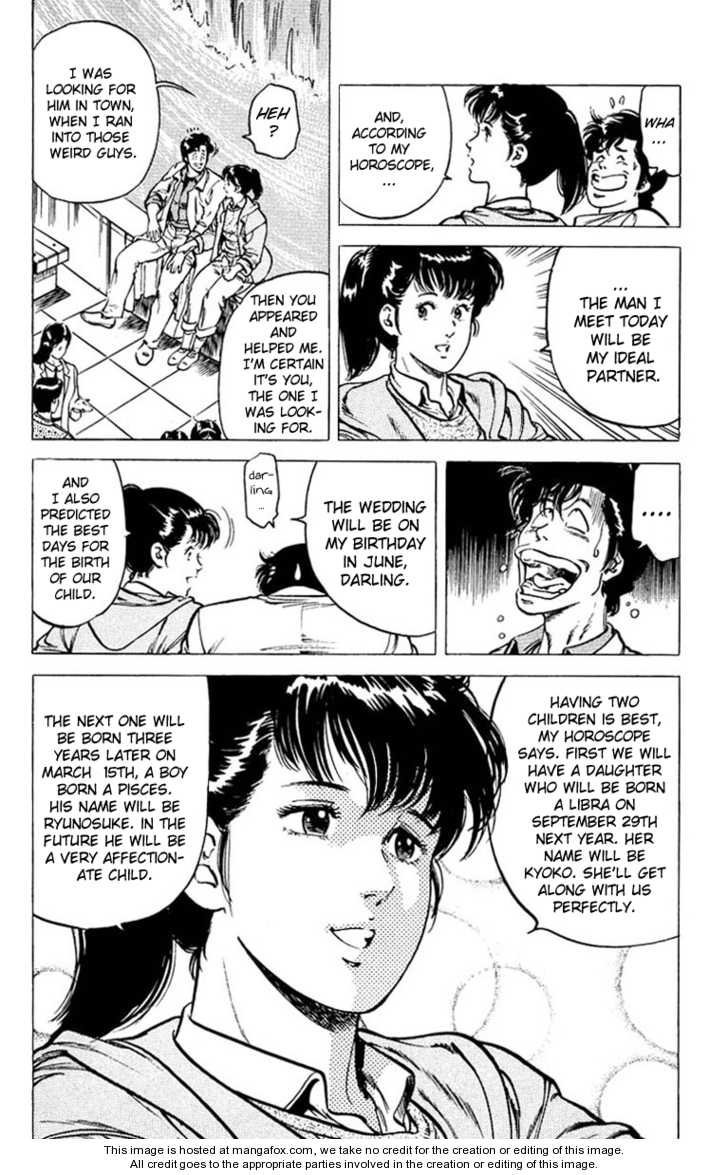 AND,
ACCORDING
TO MY
HOROSCOPE,
...
WHA
...
I WAS
LOOKING FOR
HIM IN TOWN,
WHEN I RAN
INTO THOSE
WEIRD GUYS.
HEH
?
THEN YOU
APPEARED
AND
HELPED ME.
I'M CERTAIN
IT'S YOU,
THE ONE I
WAS LOOK-
ING FOR.
...
THE MAN I
MEET TODAY
WILL BE
MY IDEAL
PARTNER.
....
THE WEDDING
WILL BE ON
MY BIRTHDAY
IN JUNE,
DARLING.
dar-
ling
...
AND
I ALSO
PREDICTED
THE BEST
DAYS FOR
THE BIRTH
OF OUR
CHILD.
HAVING TWO
CHILDREN IS BEST,
MY HOROSCOPE
SAYS. FIRST WE WILL
HAVE A DAUGHTER
WHO WILL BE BORN
A LIBRA ON
SEPTEMBER 29TH
NEXT YEAR. HER
NAME WILL BE
KYOKO. SHE'LL GET
ALONG WITH US
PERFECTLY.
THE NEXT ONE WILL
BE BORN THREE
YEARS LATER ON
MARCH 15TH, A BOY
BORN A PISCES.
HIS NAME WILL BE
RYUNOSUKE. IN THE
FUTURE HE WILL BE
A VERY AFFECTION-
ATE CHILD.
This image is hosted at mangafox.com, we take no credit for the creation or editing of this image.
All credit goes to the appropriate parties involved in the creation or editing of this image.